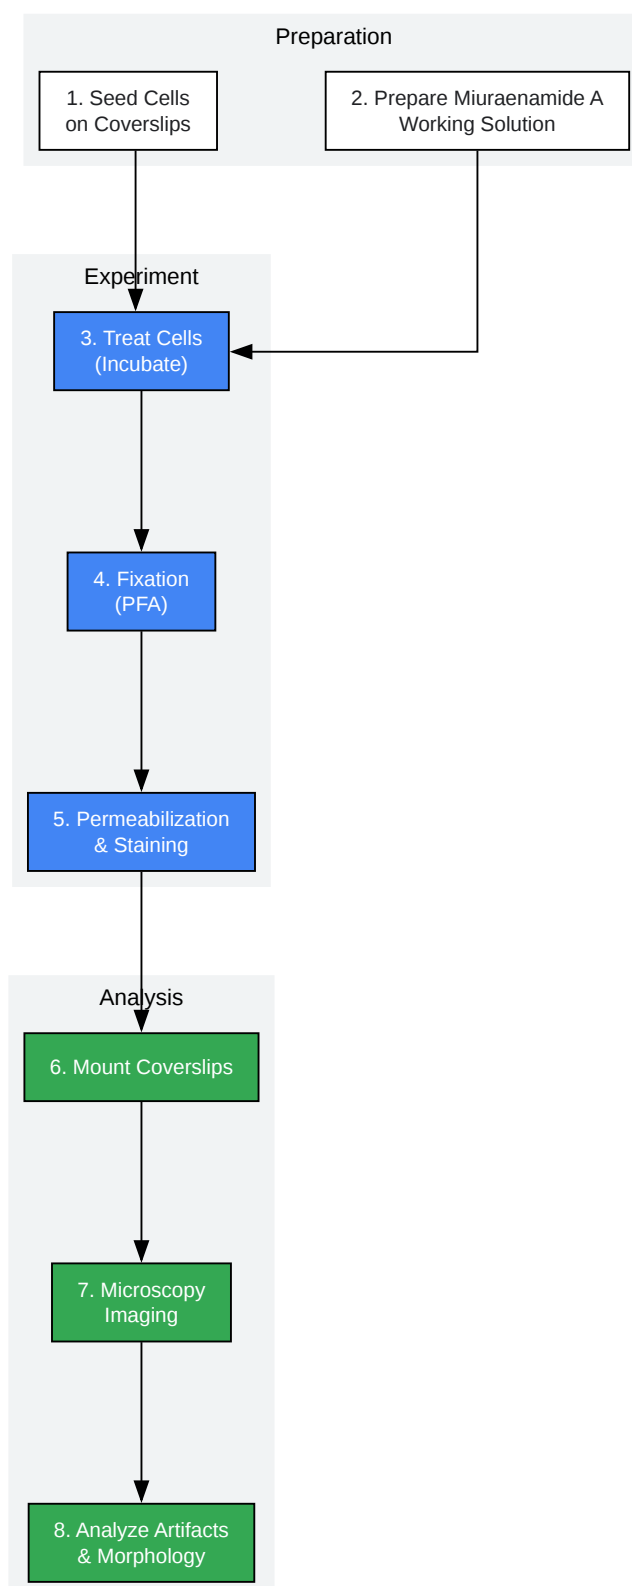 Preparation
1. Seed Cells
on Coverslips
2. Prepare Miuraenamide A
Working Solution
Experiment
3. Treat Cells
(Incubate)
4. Fixation
(PFA)
5. Permeabilization
& Staining
Analysis
6. Mount Coverslips
7. Microscopy
Imaging
8. Analyze Artifacts
& Morphology